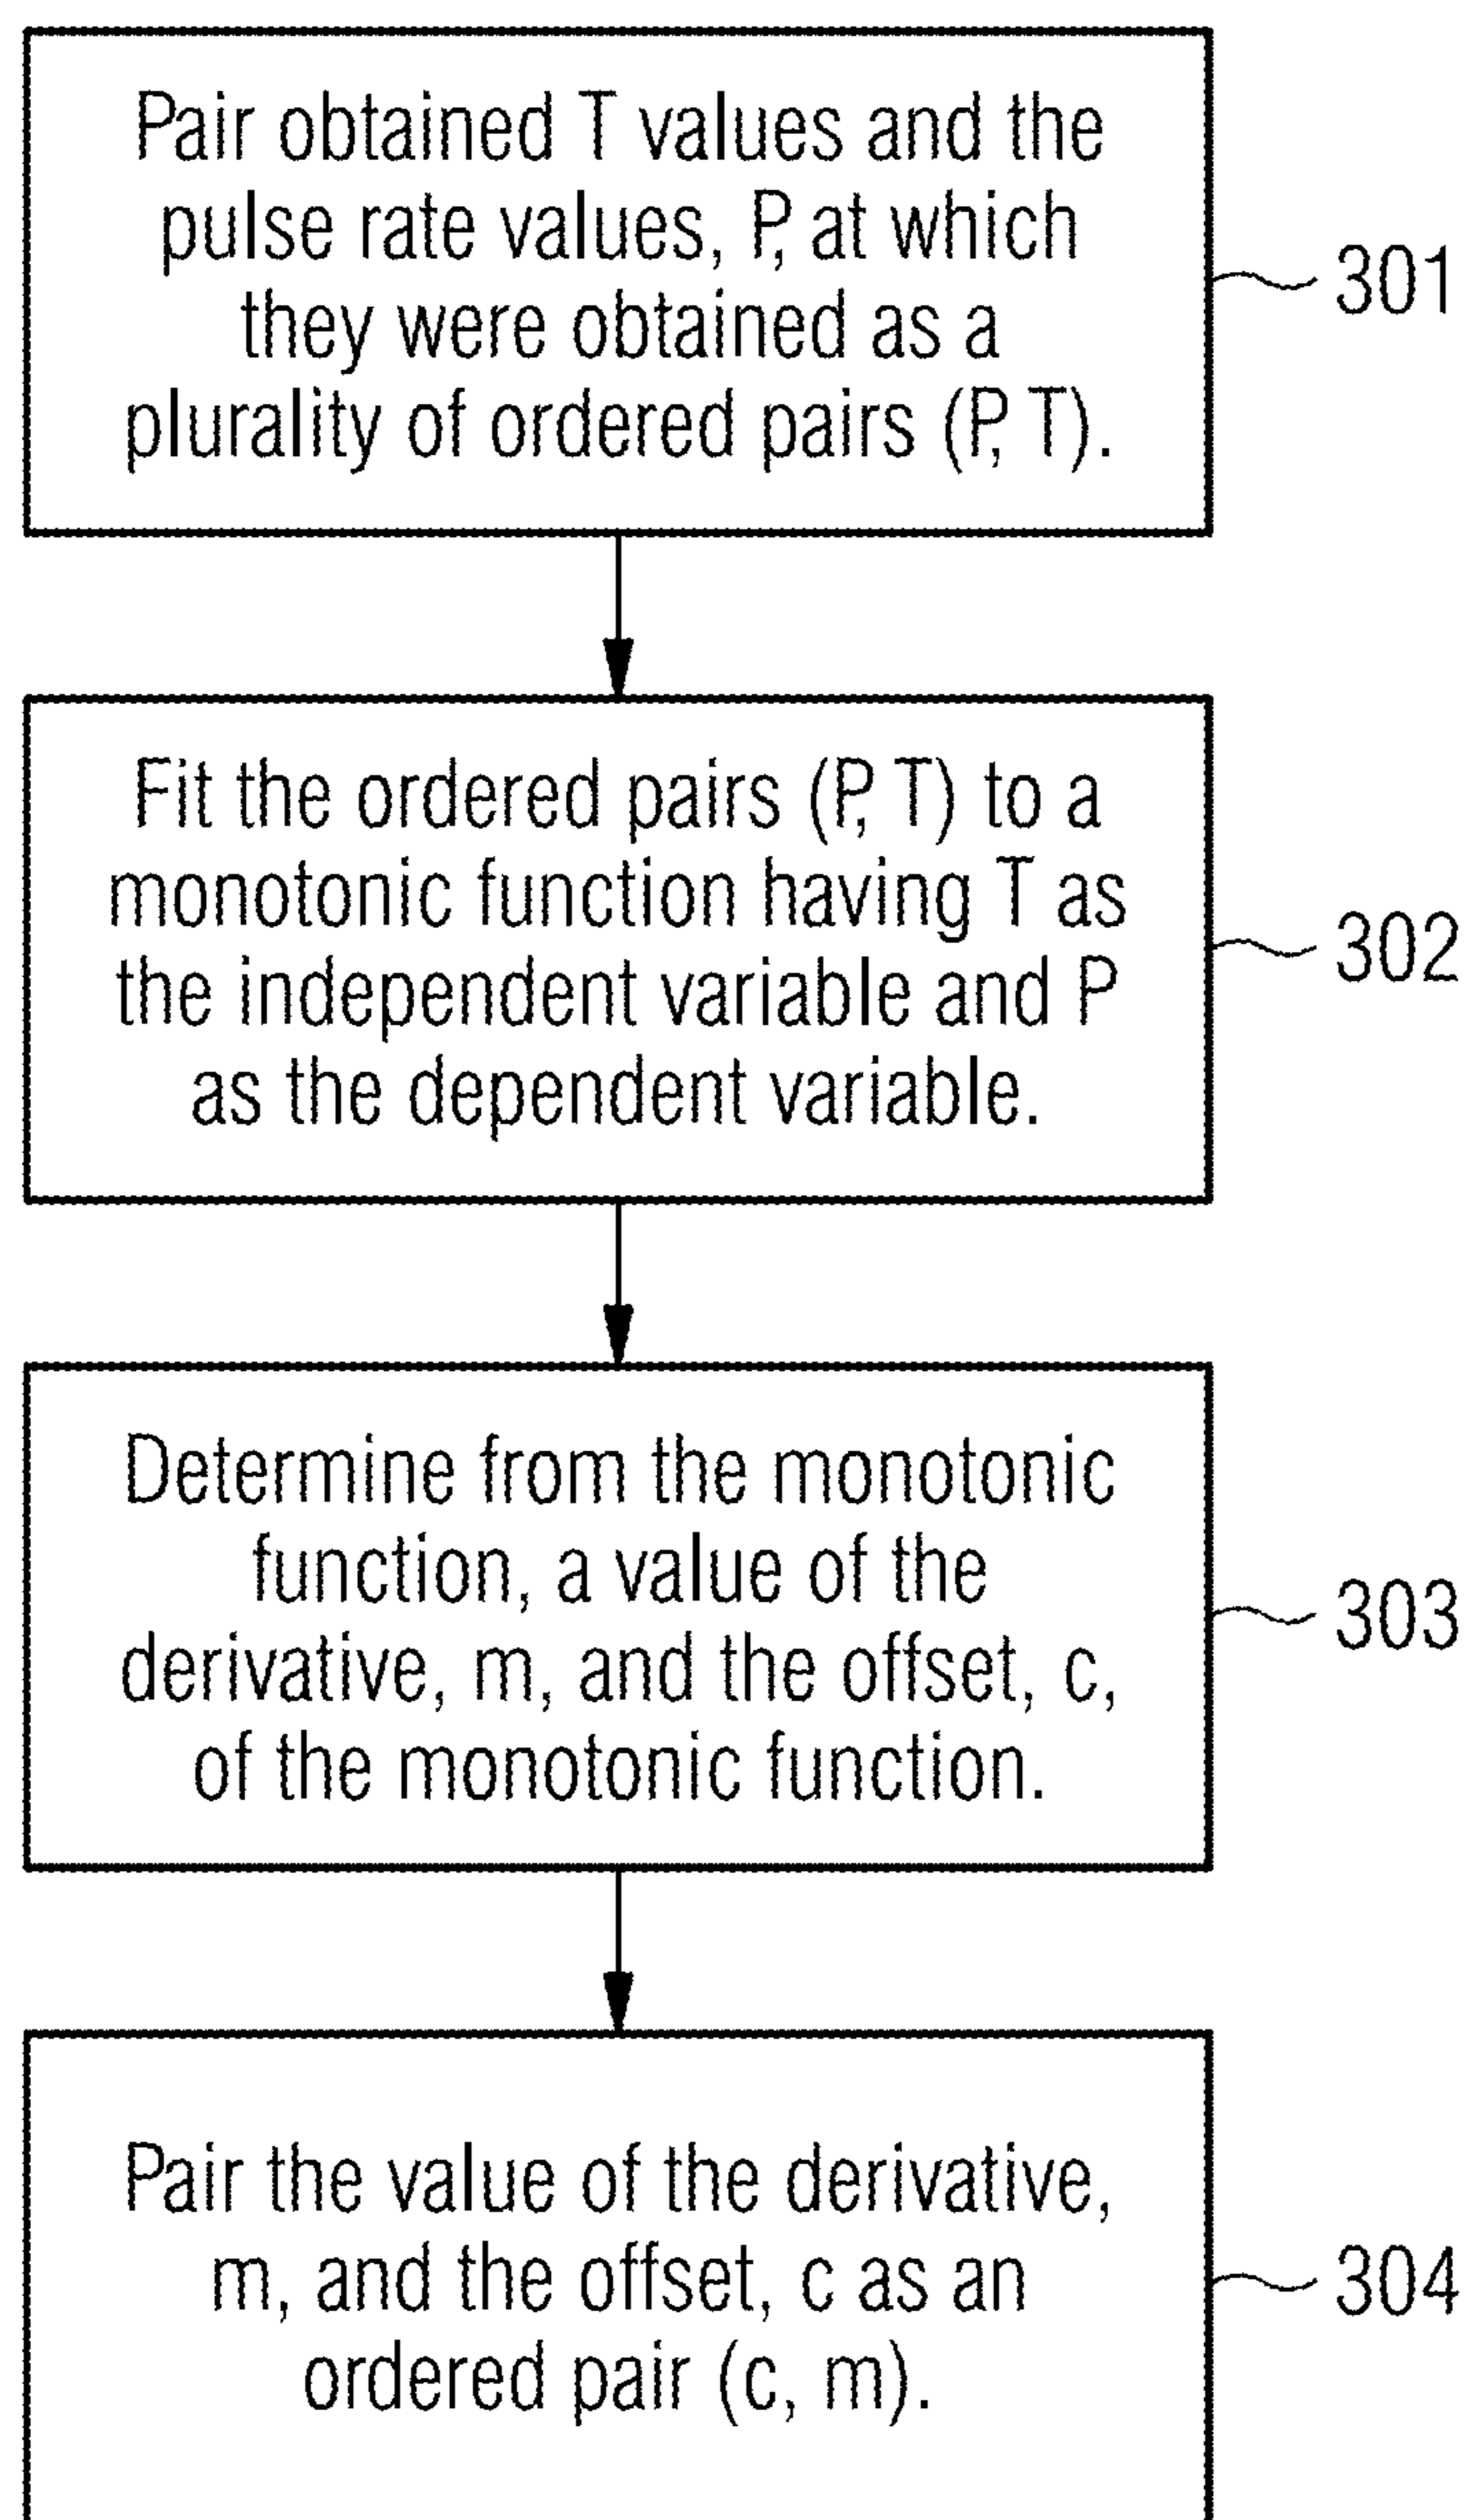 Pair obtained T values and the
pulse rate values, P, at which
they were obtained as a
plurality of ordered pairs (P, T).
301
Fit the ordered pairs (P, T) to a
monotonic function having T as
the independent variable and P
as the dependent variable.
302
Determine from the monotonic
function, a value of the
derivative, m, and the offset, c,
of the monotonic function.
303
Pair the value of the derivative,
m, and the offset, c as an
ordered pair (c, m).
304